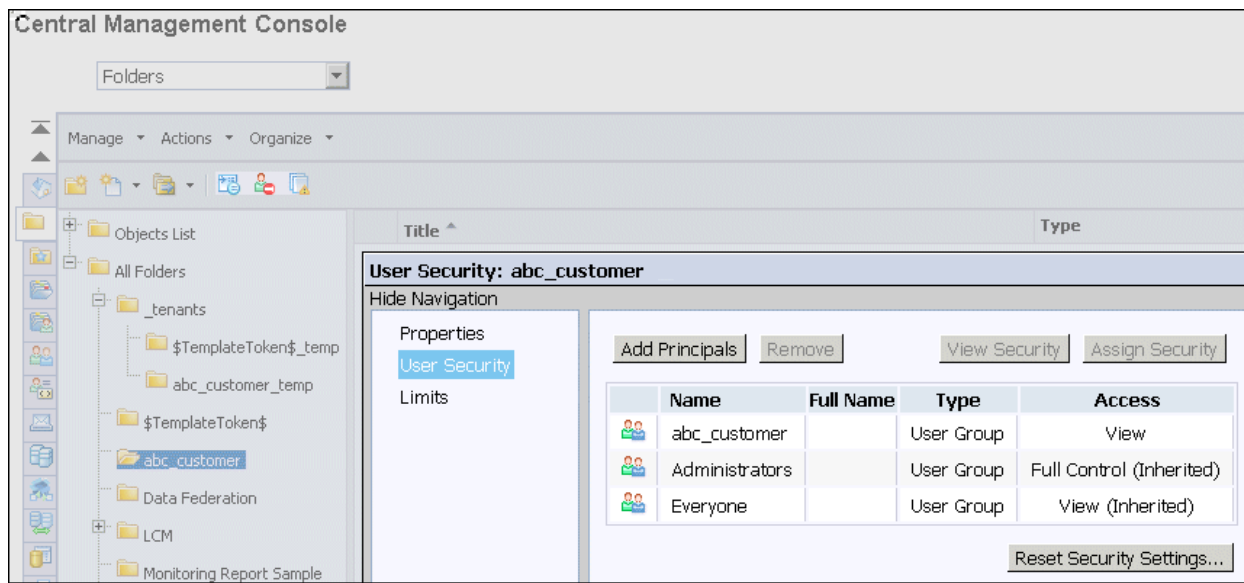 Central Management Console
Folders
Manage Actions Organize
Title Type
Objects List
All Folders
_tenants
$TemplateToken$_temp
abc_customer_temp
$TemplateToken$
abc_customer
Data Federation
LCM
Monitoring Report Sample
User Security: abc_customer
Hide Navigation
Properties
User Security
Limits
Add Principals Remove View Security Assign Security
Name Full Name Type Access
abc_customer User Group View
Administrators User Group Full Control (Inherited)
Everyone User Group View (Inherited)
Reset Security Settings...